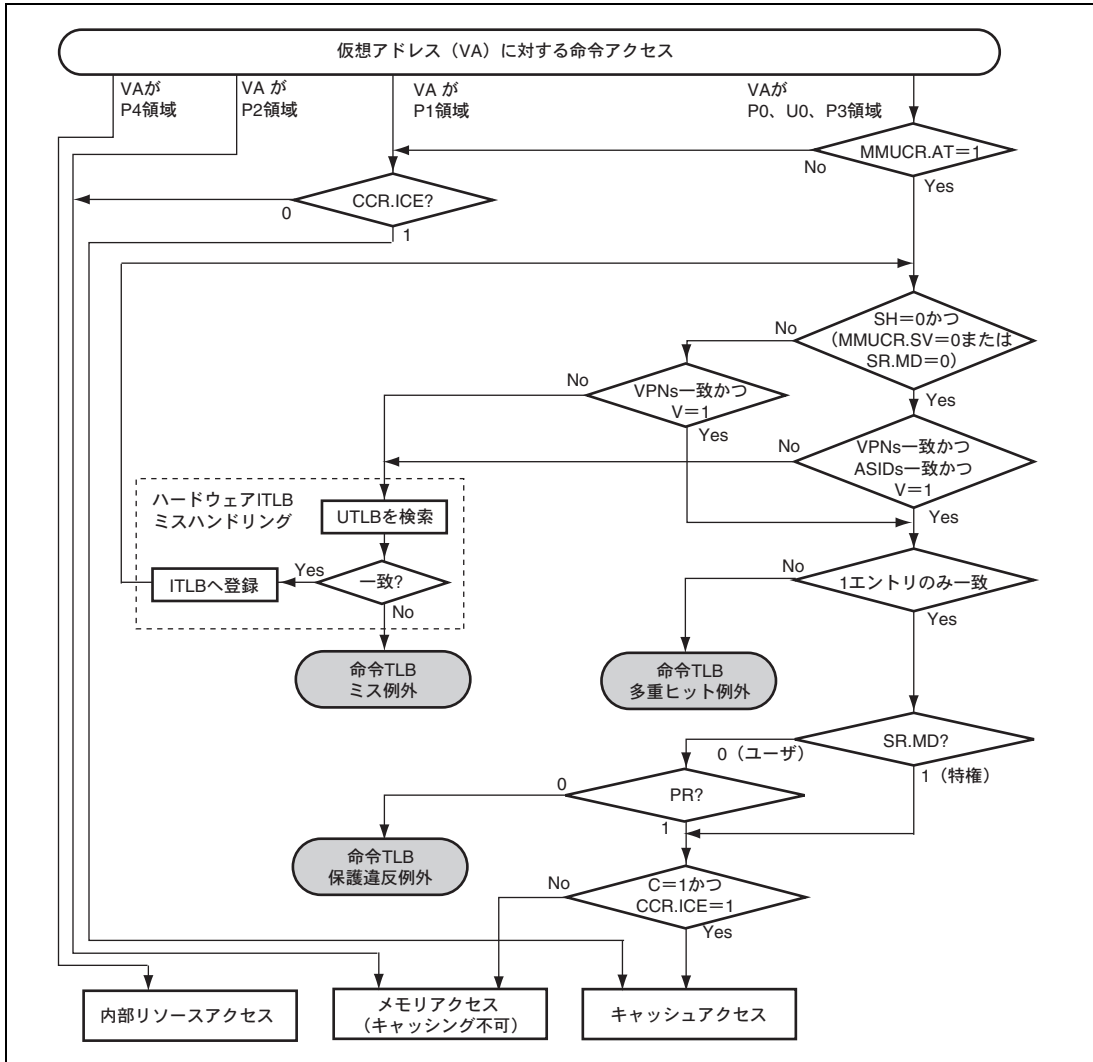 仮想アドレス（VA）に対する命令アクセス
VAが
P4領域
VA が
P2領域
VA が
P1領域
VAが
P0、U0、P3領域
MMUCR.AT＝1
No
Yes
CCR.ICE?
0
1
SH＝0かつ
（MMUCR.SV＝0または
SR.MD＝0）
No
Yes
VPNs一致かつ
V＝1
No
Yes
VPNs一致かつ
ASIDs一致かつ
V＝1
No
Yes
ハードウェアITLB
ミスハンドリング
UTLBを検索
一致?
Yes
No
ITLBへ登録
1エントリのみ一致
No
Yes
命令TLB
ミス例外
命令TLB
多重ヒット例外
SR.MD?
0（ユーザ）
1（特権）
PR?
0
1
命令TLB
保護違反例外
C＝1かつ
CCR.ICE＝1
No
Yes
内部リソースアクセス
メモリアクセス
（キャッシング不可）
キャッシュアクセス